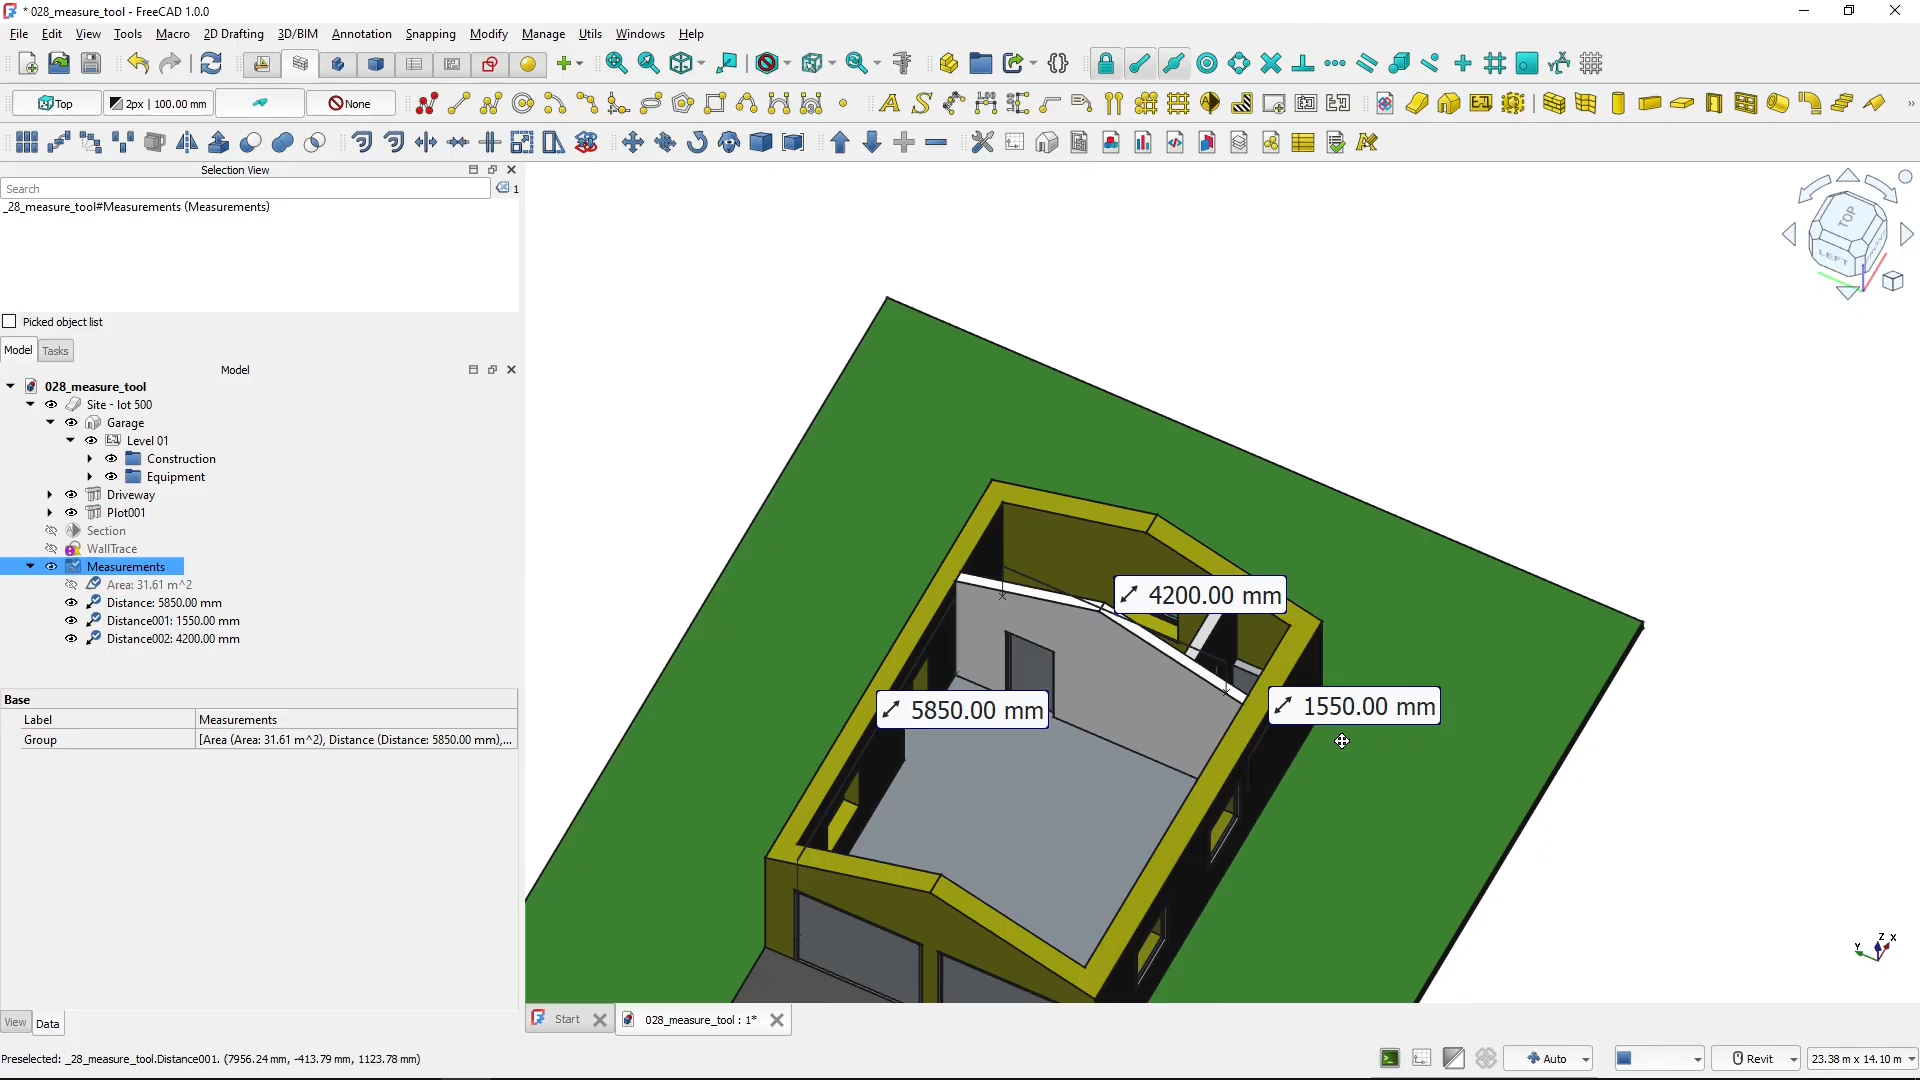 * 028_measure_tool - FreeCAD 1.0.0
File Edit View Tools Macro 2D Drafting 3D/BIM Annotation Snapping Modify Manage Utils Windows Help
Top 2px | 100.00 mm None
Selection View
Search 1
_28_measure_tool#Measurements (Measurements)
Picked object list
Model Tasks
Model
028_measure_tool
Site - lot 500
Garage
Level 01
Construction
Equipment
Driveway
Plot001
Section
WallTrace
Measurements
Area: 31.61 m^2
Distance: 5850.00 mm
Distance001: 1550.00 mm
Distance002: 4200.00 mm
Base
Label Measurements
Group [Area (Area: 31.61 m^2), Distance (Distance: 5850.00 mm),...
View Data
TOP
LEFT
4200.00 mm
5850.00 mm
1550.00 mm
Z X
Y
Start 028_measure_tool : 1*
Preselected: _28_measure_tool.Distance001. (7956.24 mm, -413.79 mm, 1123.78 mm)
Auto Revit 23.38 m x 14.10 m